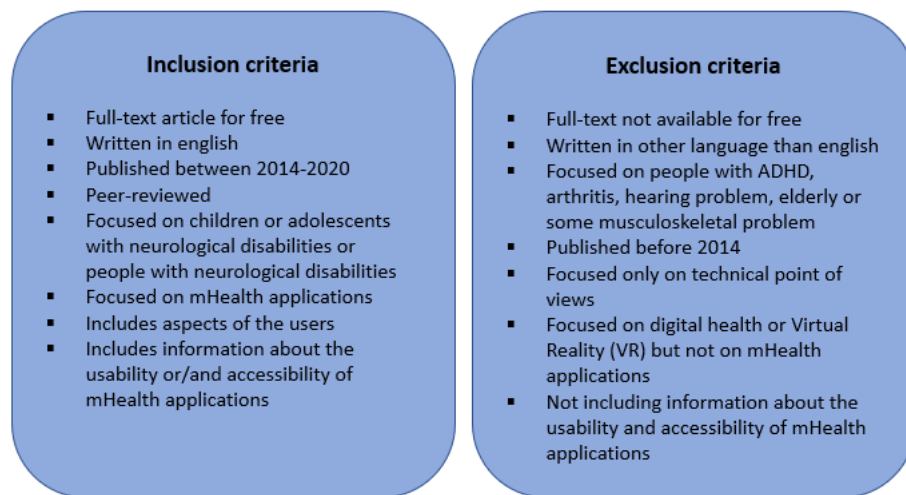 Inclusion criteria
▪ Full-text article for free
▪ Written in english
▪ Published between 2014-2020
▪ Peer-reviewed
▪ Focused on children or adolescents
with neurological disabilities or
people with neurological disabilities
▪ Focused on mHealth applications
▪ Includes aspects of the users
▪ Includes information about the
usability or/and accessibility of
mHealth applications
Exclusion criteria
▪ Full-text not available for free
▪ Written in other language than english
▪ Focused on people with ADHD,
arthritis, hearing problem, elderly or
some musculoskeletal problem
▪ Published before 2014
▪ Focused only on technical point of
views
▪ Focused on digital health or Virtual
Reality (VR) but not on mHealth
applications
▪ Not including information about the
usability and accessibility of mHealth
applications